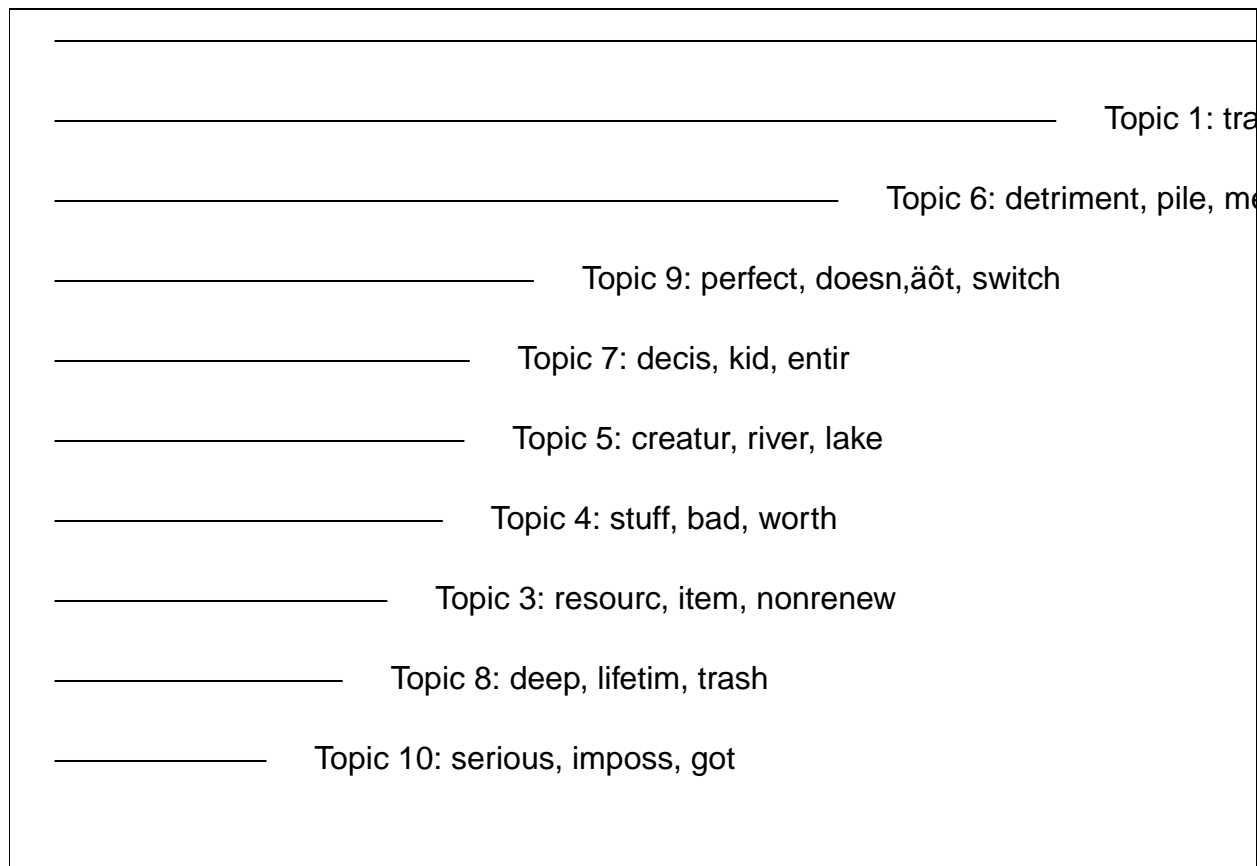 Topic 1: tra
Topic 6: detriment, pile, me
Topic 9: perfect, doesn‚äôt, switch
Topic 7: decis, kid, entir
Topic 5: creatur, river, lake
Topic 4: stuff, bad, worth
Topic 3: resourc, item, nonrenew
Topic 8: deep, lifetim, trash
Topic 10: serious, imposs, got